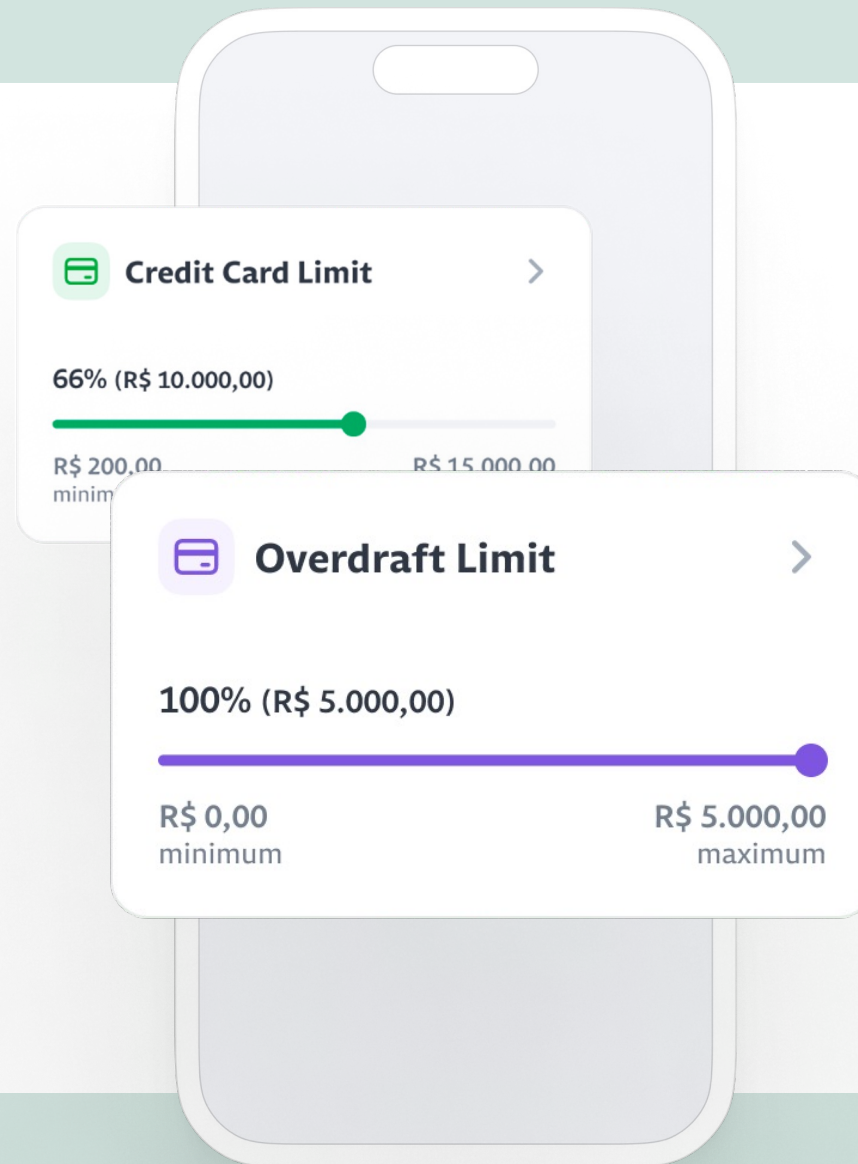 Credit Card Limit
66% (R$ 10.000,00)
R$ 200,00 R$ 15.000,00
Overdraft Limit
100% (R$ 5.000,00)
R$ 0,00 R$ 5.000,00
minimum maximum